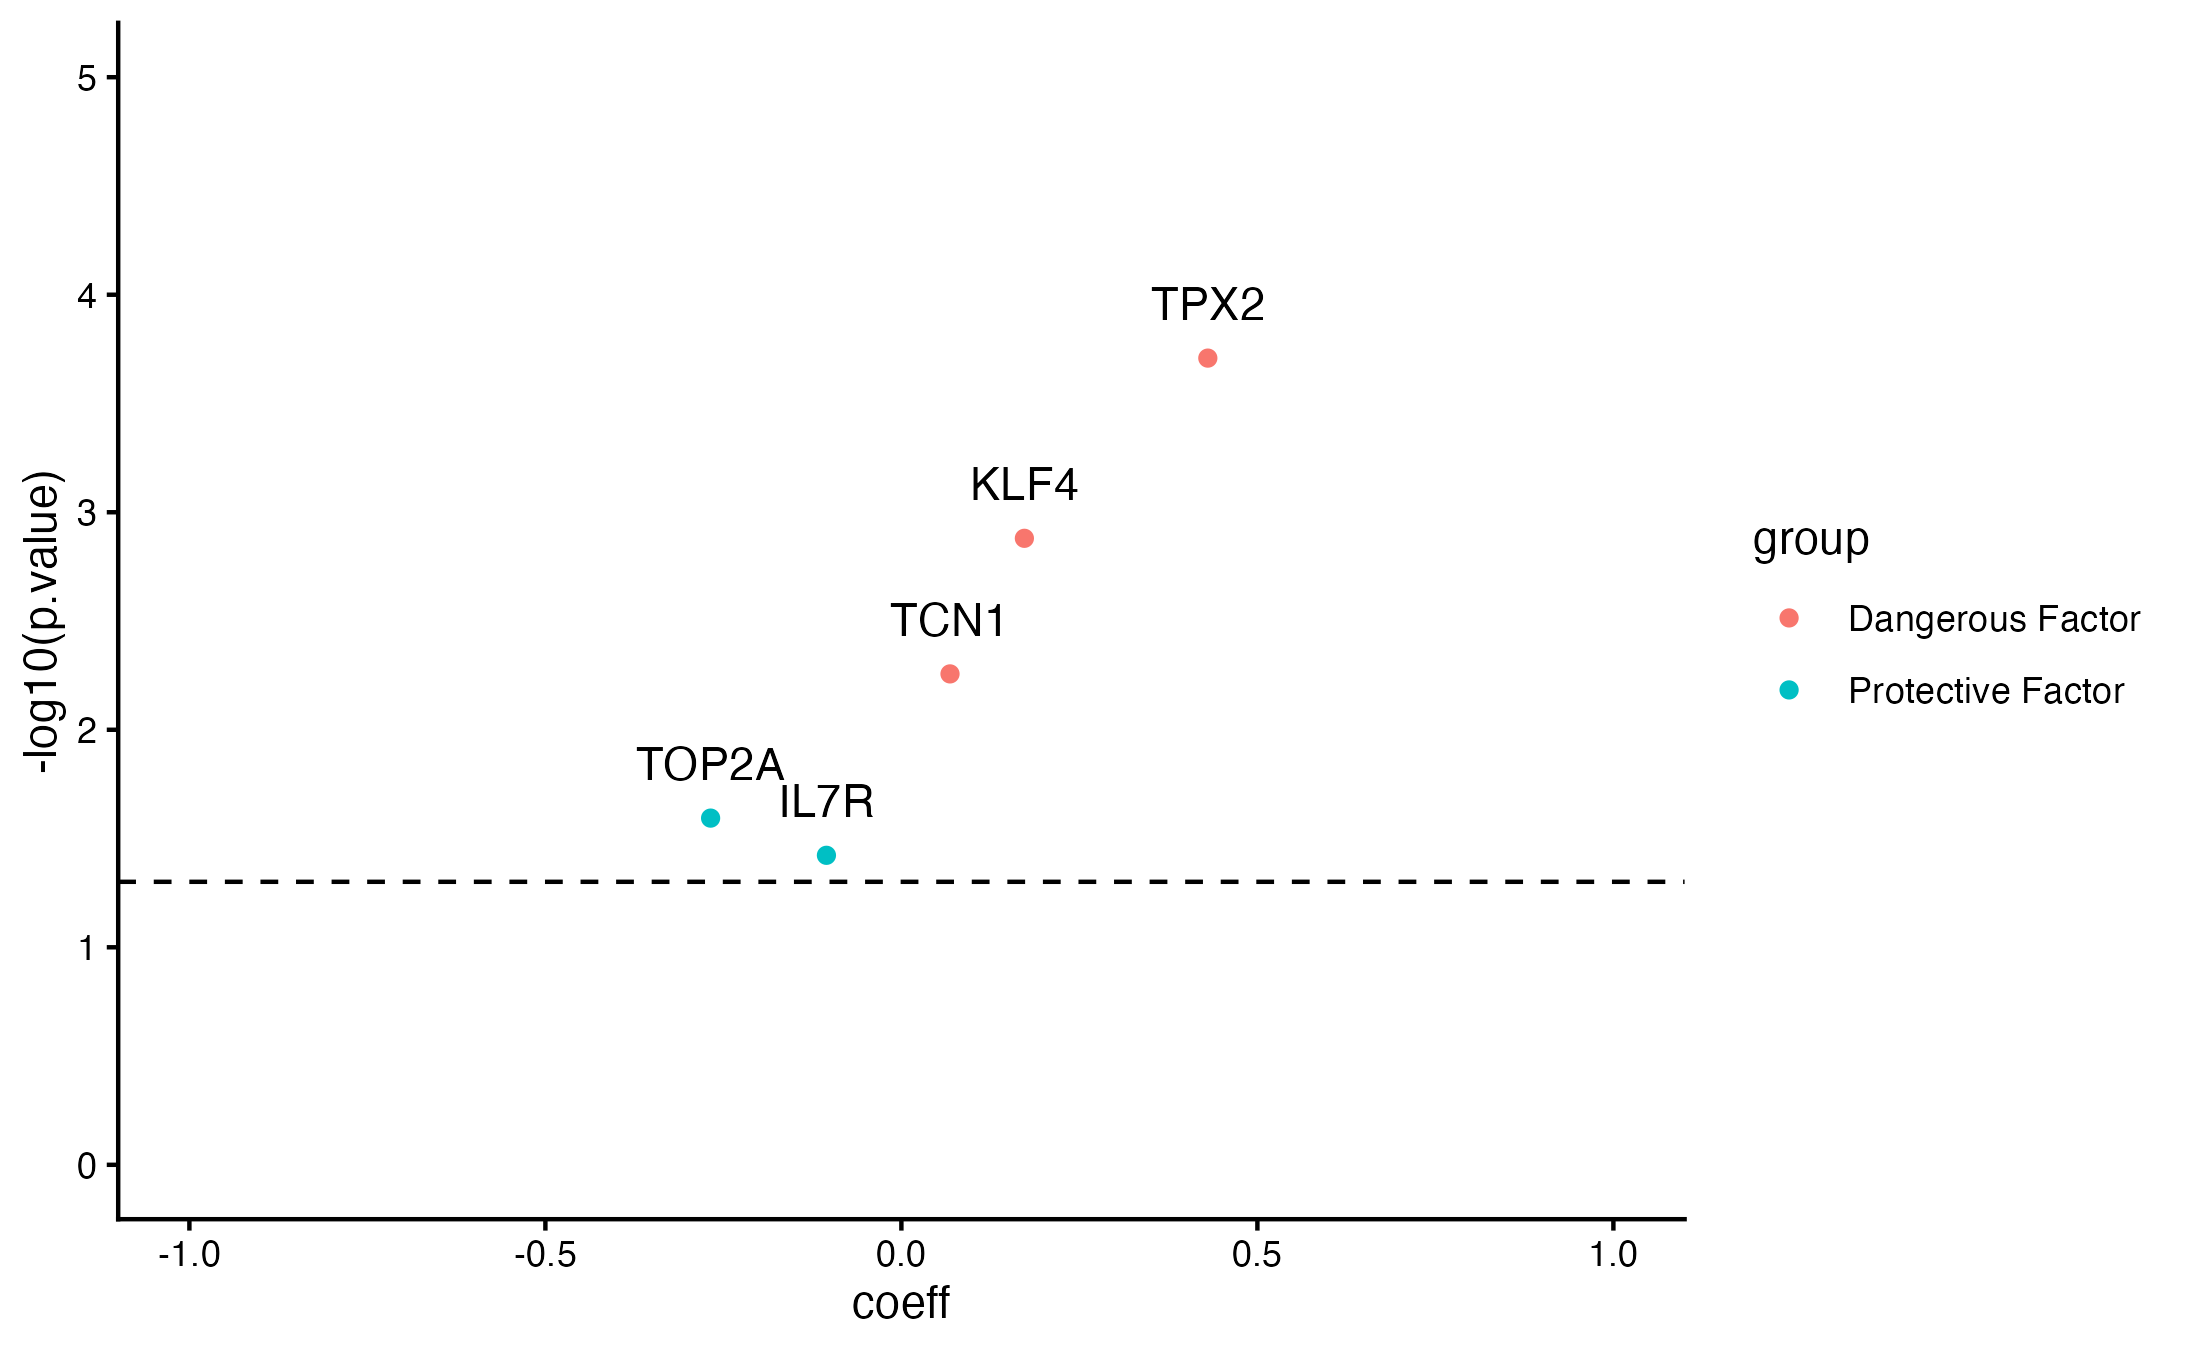 5
4
3
2
1
0
-log10(p.value)
TPX2
KLF4
TCN1
TOP2A
IL7R
-1.0
-0.5
0.0
0.5
1.0
coeff
group
Dangerous Factor
Protective Factor